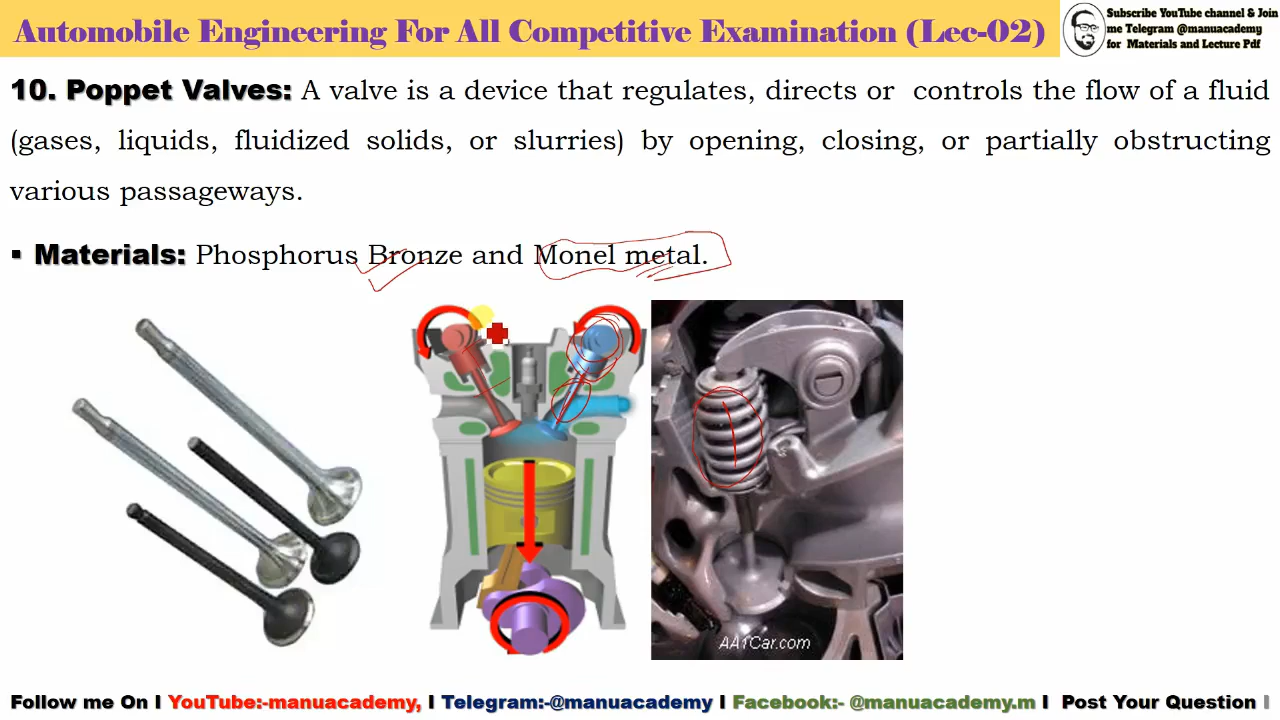 Automobile Engineering For All Competitive Examination (Lec-02)
Subscribe YouTube channel & Join
me Telegram @manuacademy
for Materials and Lecture Pdf
10. Poppet Valves: A valve is a device that regulates, directs or controls the flow of a fluid
(gases, liquids, fluidized solids, or slurries) by opening, closing, or partially obstructing
various passageways.
▪ Materials: Phosphorus Bronze and Monel metal.
AA1Car.com
Follow me On I YouTube:-manuacademy, I Telegram:-@manuacademy I Facebook:- @manuacademy.m I Post Your Question I